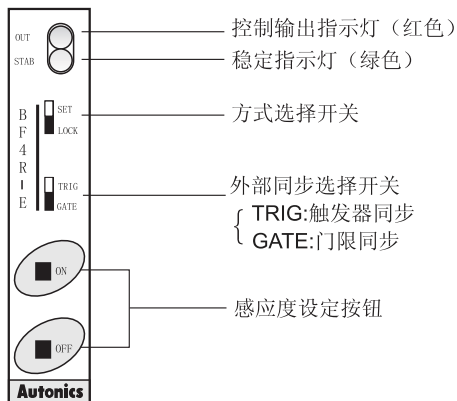 OUT
控制输出指示灯（红色）
STAB
稳定指示灯（绿色）
BF4R-E
SET
LOCK
方式选择开关
TRIG
GATE
外部同步选择开关
TRIG:触发器同步
GATE:门限同步
ON
OFF
感应度设定按钮
Autonics